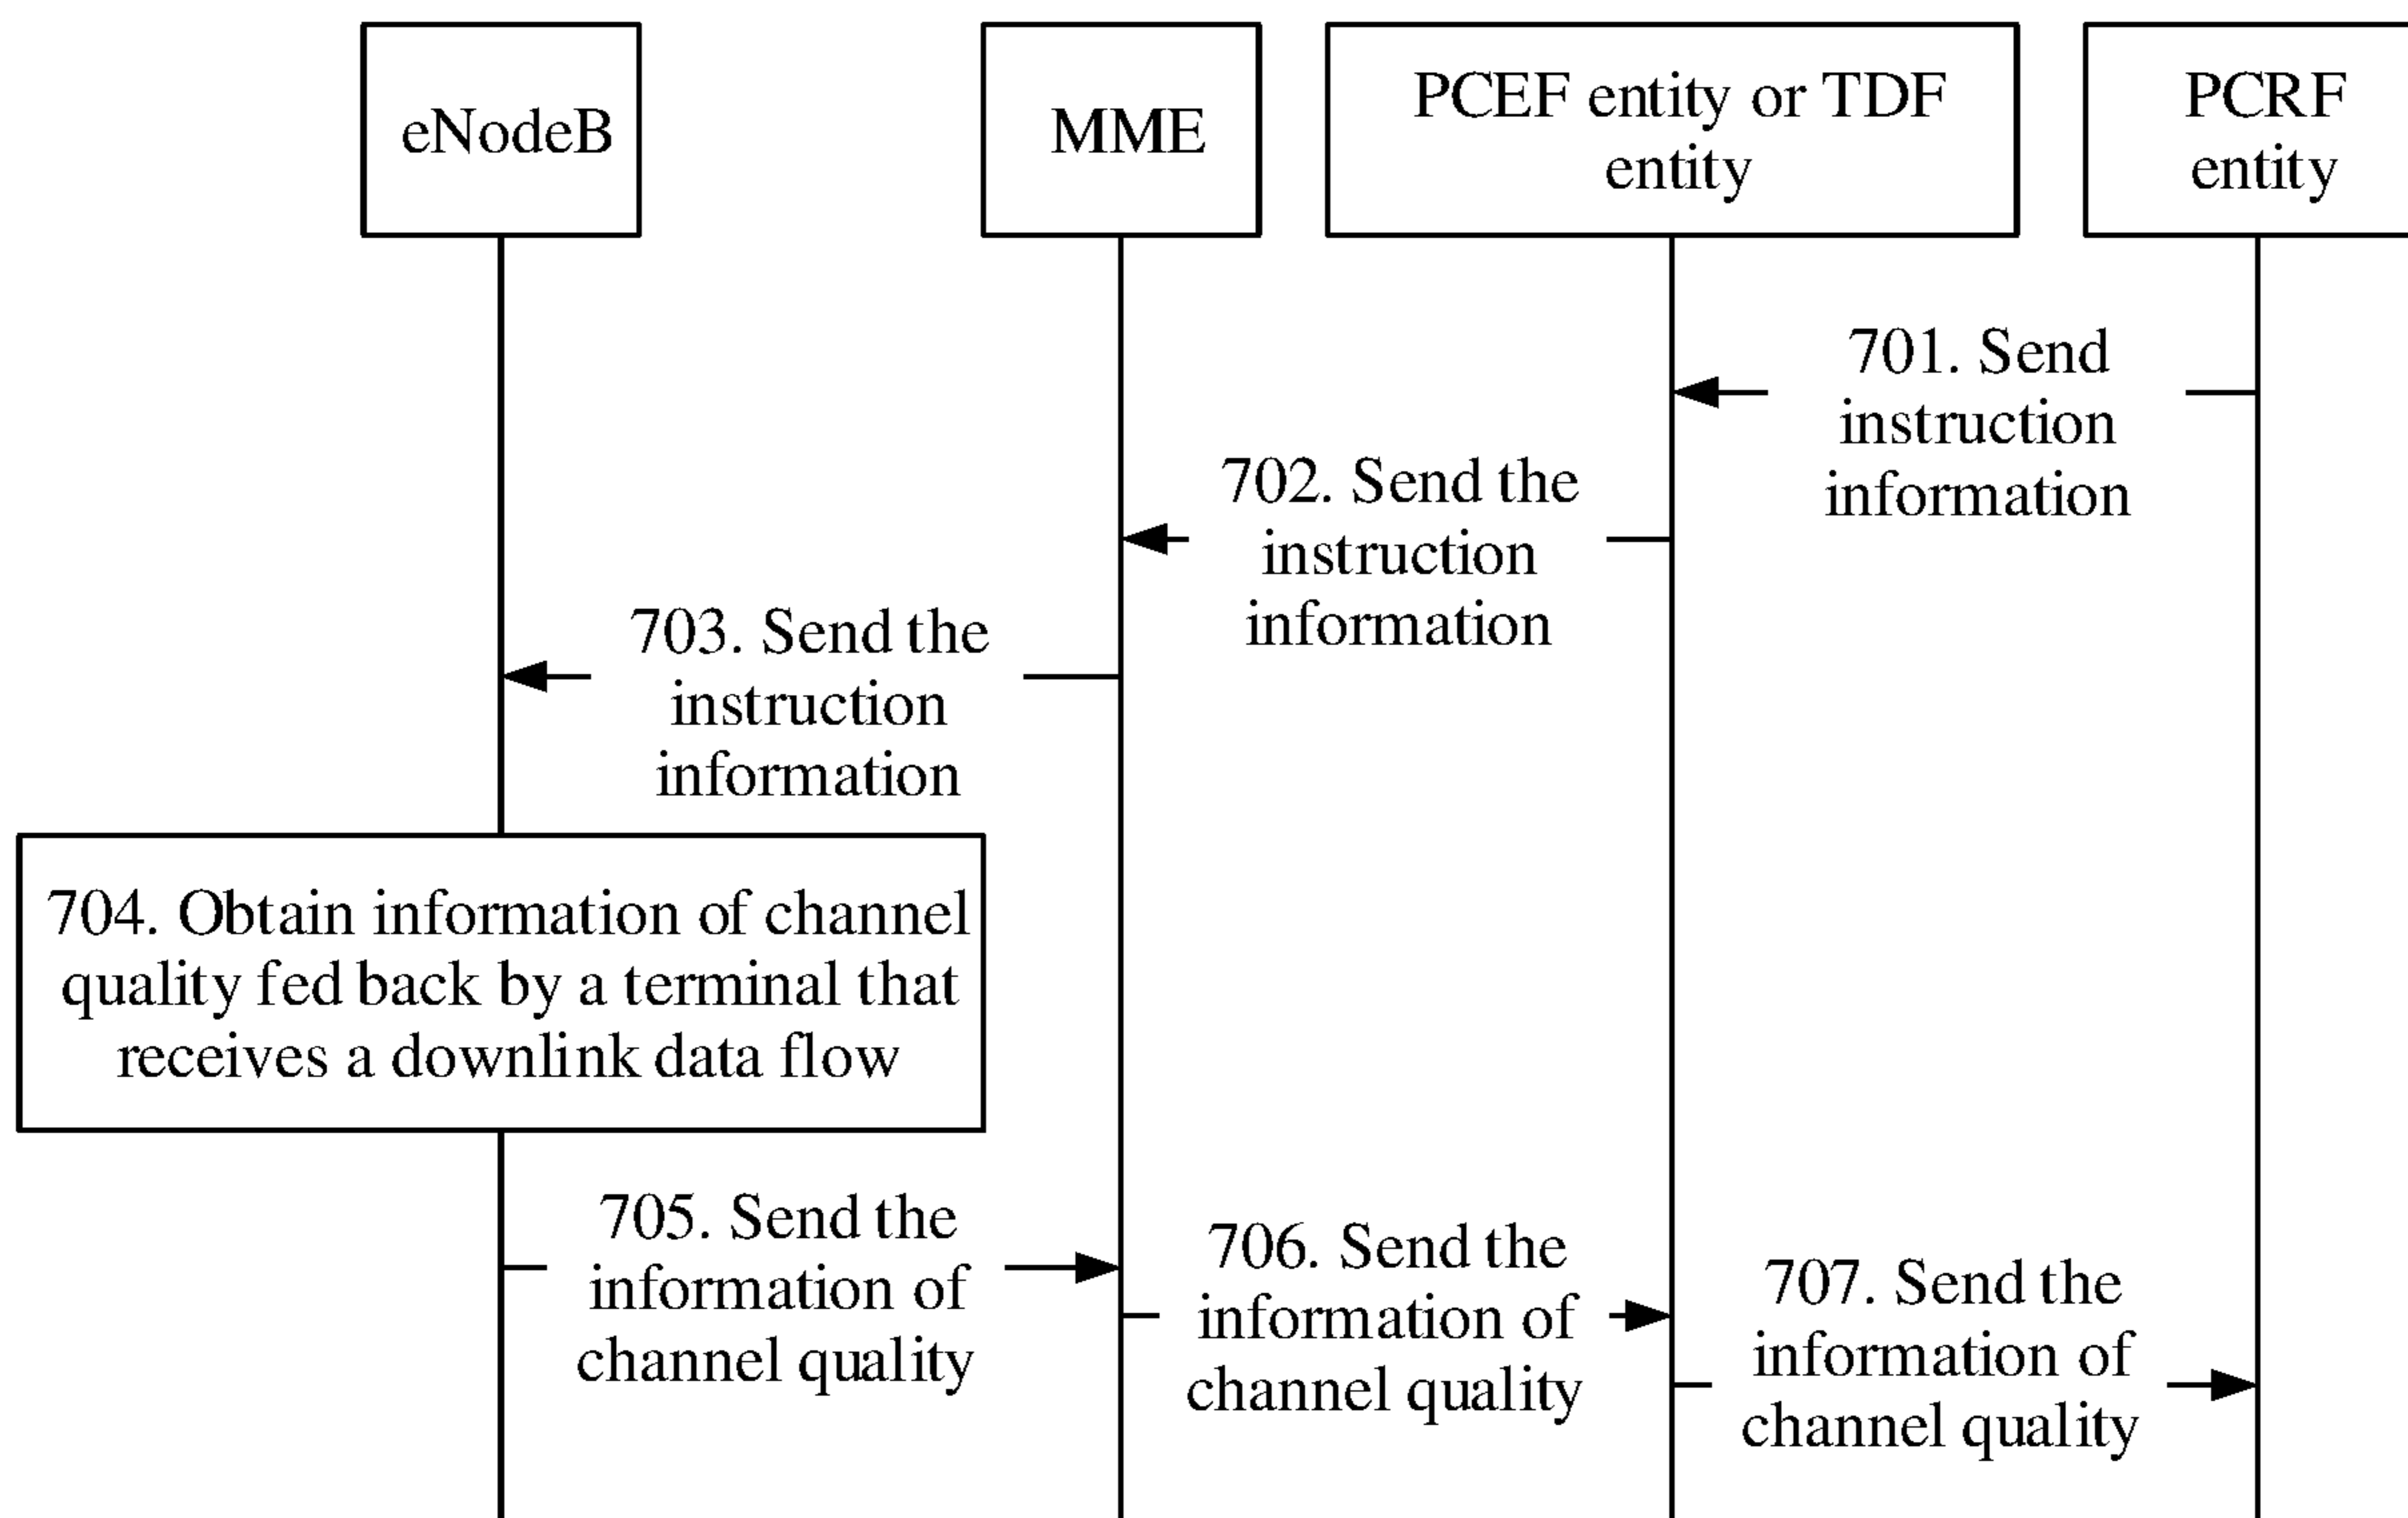 eNodeB
MME
PCEF entity or TDF
entity
PCRF
entity
701. Send
instruction
information
702. Send the
instruction
information
703. Send the
instruction
information
704. Obtain information of channel
quality fed back by a terminal that
receives a downlink data flow
705. Send the
information of
channel quality
706. Send the
information of
channel quality
707. Send the
information of
channel quality